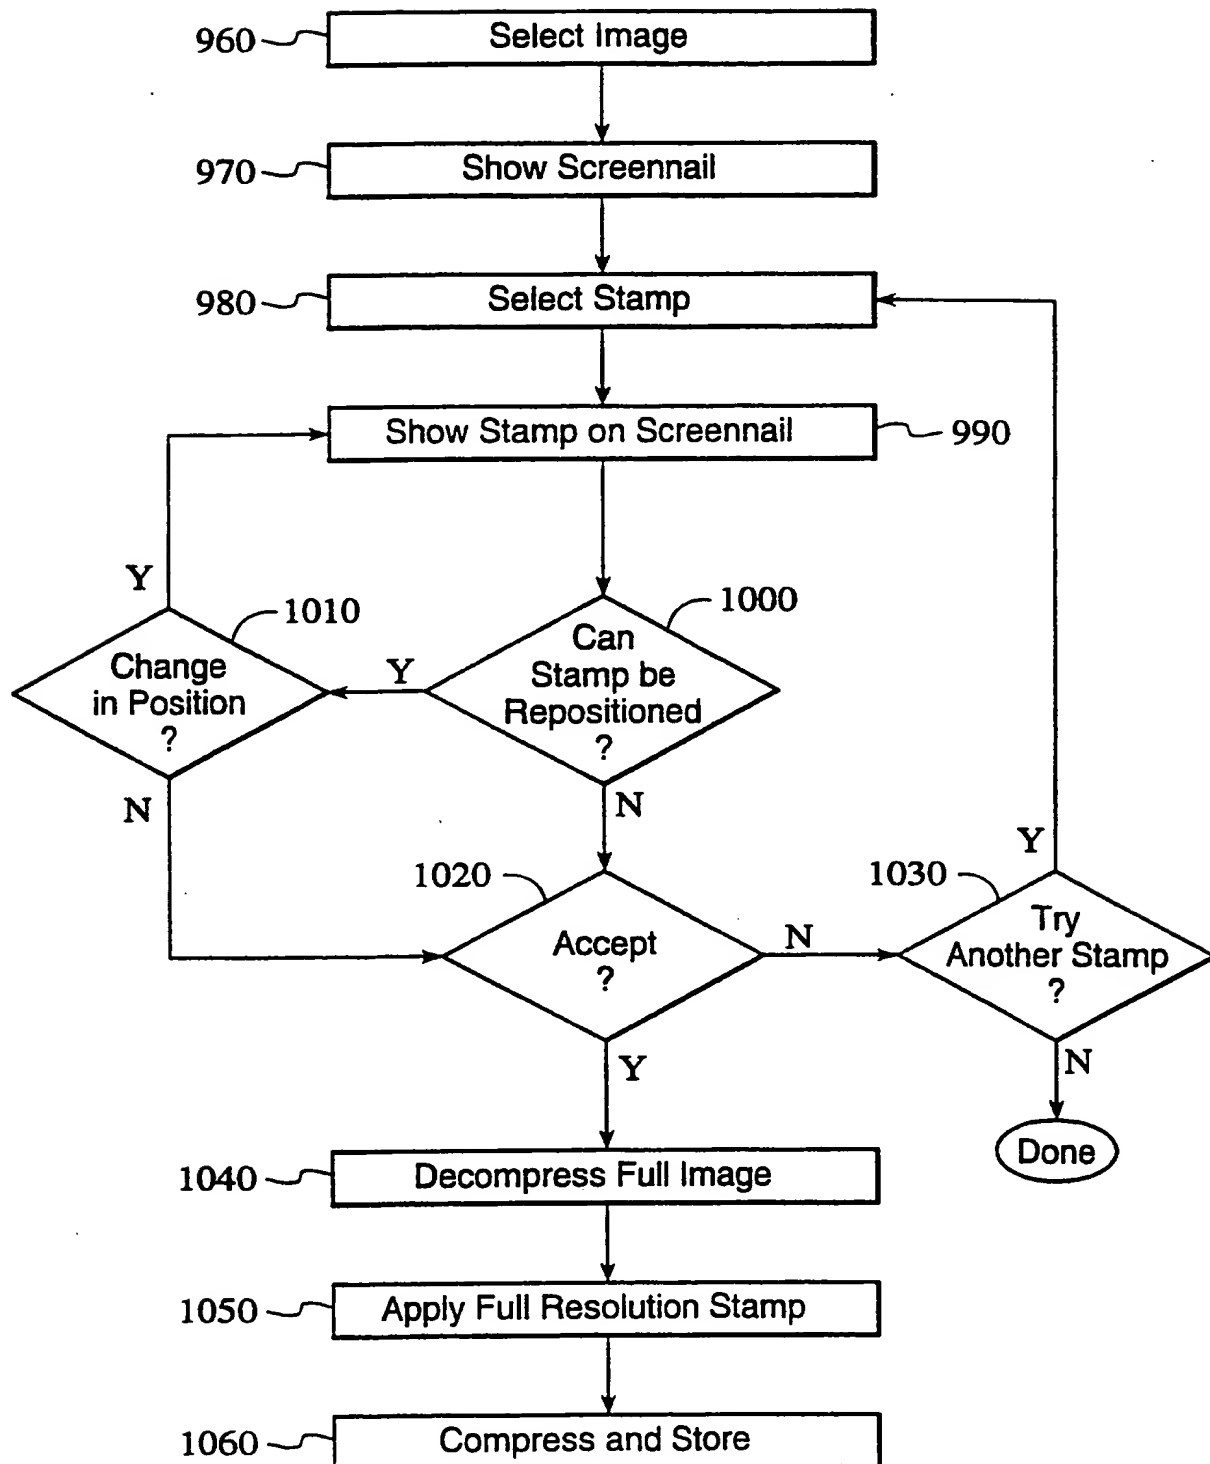 960
Select Image
970
Show Screennail
980
Select Stamp
Show Stamp on Screennail
990
Y
1010
1000
Change
in Position
?
Y
Can
Stamp be
Repositioned
?
N
N
Y
1020
1030
Accept
?
N
Try
Another Stamp
?
Y
N
Done
1040
Decompress Full Image
1050
Apply Full Resolution Stamp
1060
Compress and Store